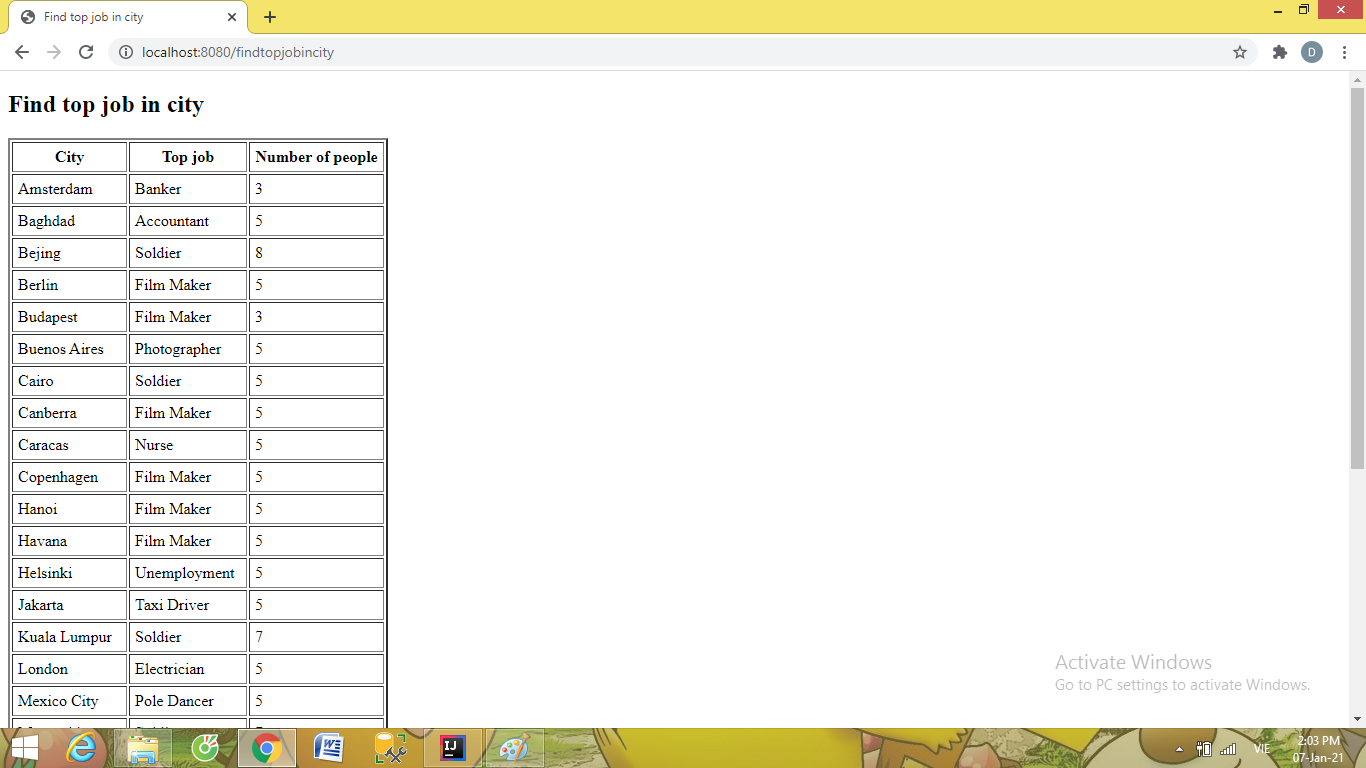 Find top job in city
localhost:8080/findtopjobincity
D
Find top job in city
City Top job Number of people
Amsterdam Banker 3
Baghdad Accountant 5
Bejing Soldier 8
Berlin Film Maker 5
Budapest Film Maker 3
Buenos Aires Photographer 5
Cairo Soldier 5
Canberra Film Maker 5
Caracas Nurse 5
Copenhagen Film Maker 5
Hanoi Film Maker 5
Havana Film Maker 5
Helsinki Unemployment 5
Jakarta Taxi Driver 5
Kuala Lumpur Soldier 7
London Electrician 5
Mexico City Pole Dancer 5
Activate Windows
Go to PC settings to activate Windows.
IJ
VIE
2:03 PM
07-Jan-21